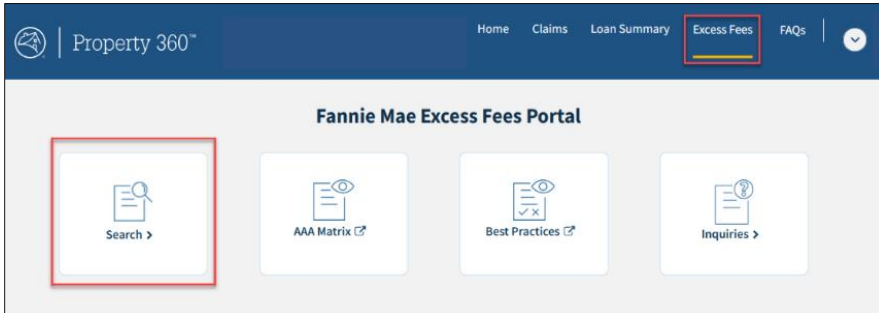 Property 360™
Home Claims Loan Summary Excess Fees FAQs
Fannie Mae Excess Fees Portal
Search >
AAA Matrix
Best Practices
Inquiries >